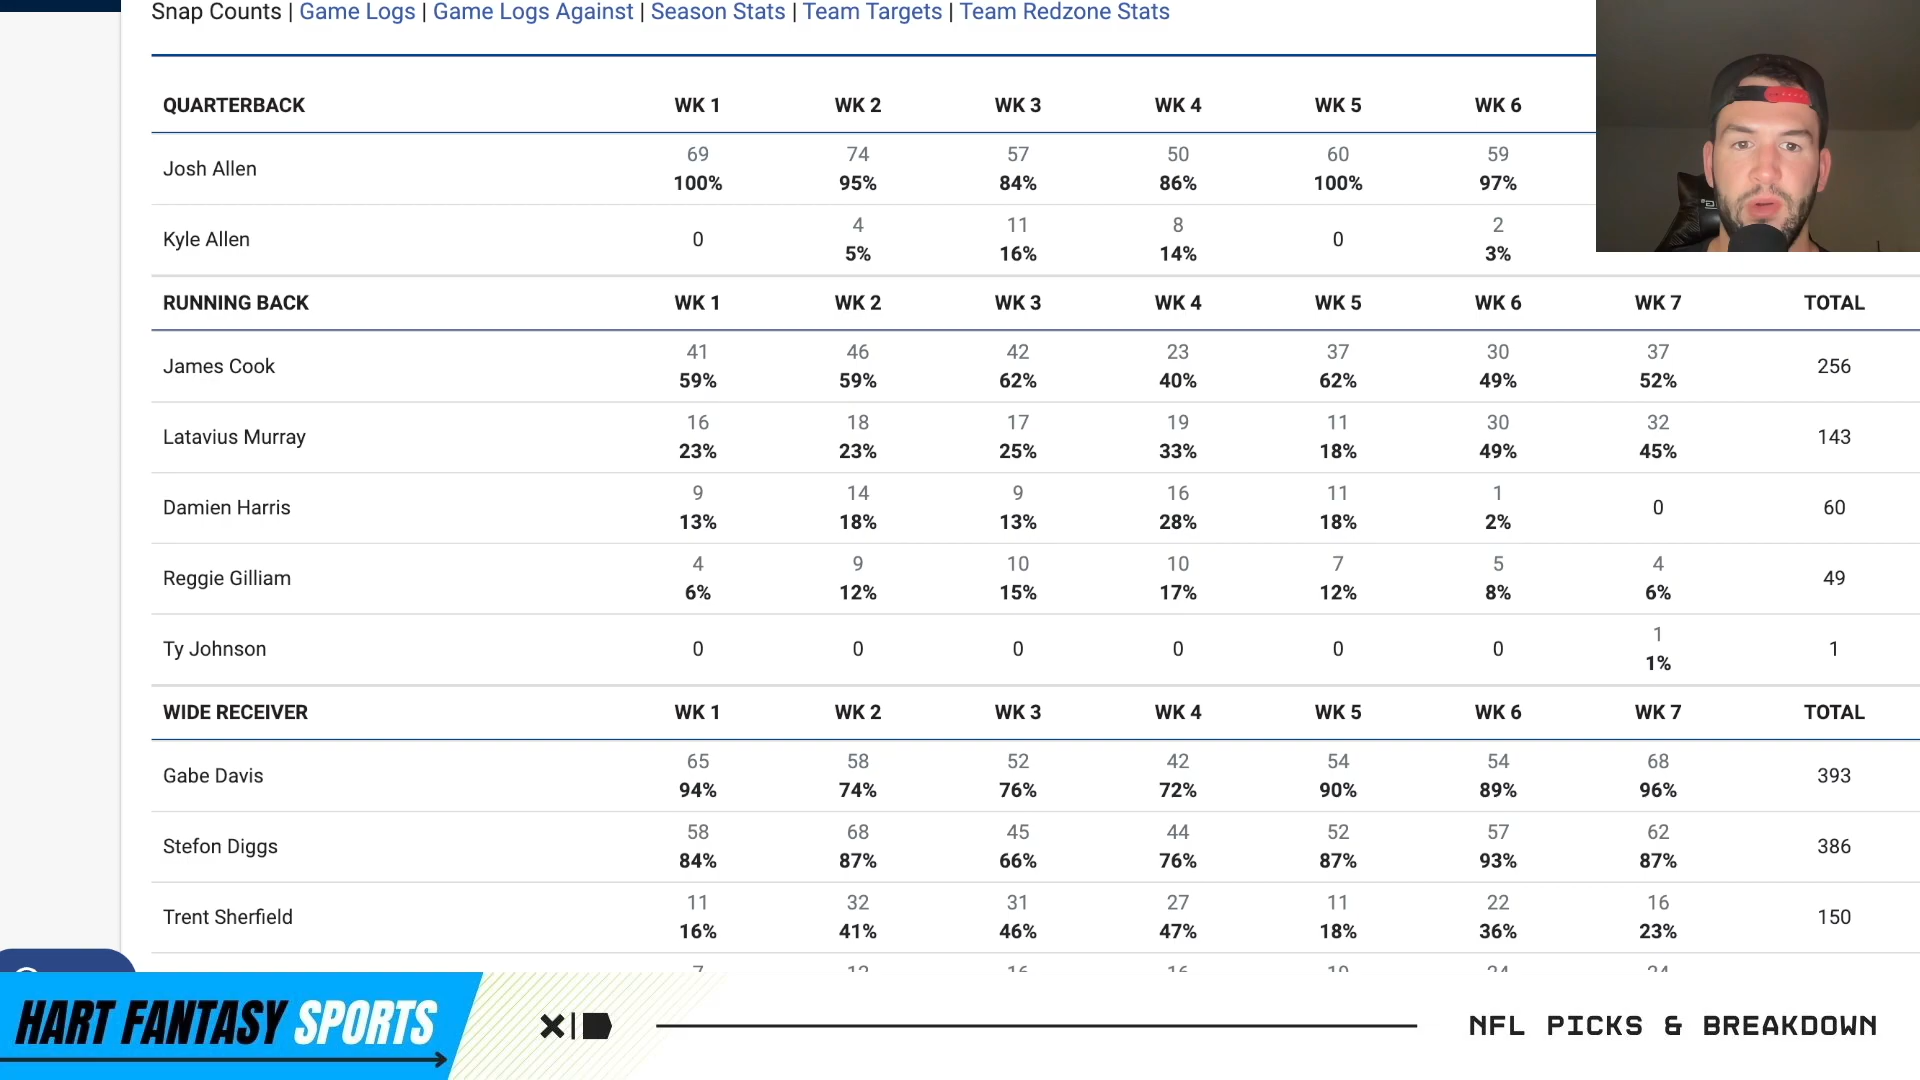 Snap Counts | Game Logs | Game Logs Against | Season Stats | Team Targets | Team Redzone Stats
QUARTERBACK WK 1 WK 2 WK 3 WK 4 WK 5 WK 6
Josh Allen
69 74 57 50 60 59
100% 95% 84% 86% 100% 97%
Kyle Allen
0 4 11 8 0 2
5% 16% 14% 3%
RUNNING BACK WK 1 WK 2 WK 3 WK 4 WK 5 WK 6 WK 7 TOTAL
James Cook
41 46 42 23 37 30 37 256
59% 59% 62% 40% 62% 49% 52%
Latavius Murray
16 18 17 19 11 30 32 143
23% 23% 25% 33% 18% 49% 45%
Damien Harris
9 14 9 16 11 1 0 60
13% 18% 13% 28% 18% 2%
Reggie Gilliam
4 9 10 10 7 5 4 49
6% 12% 15% 17% 12% 8% 6%
Ty Johnson
0 0 0 0 0 0 1 1
1%
WIDE RECEIVER WK 1 WK 2 WK 3 WK 4 WK 5 WK 6 WK 7 TOTAL
Gabe Davis
65 58 52 42 54 54 68 393
94% 74% 76% 72% 90% 89% 96%
Stefon Diggs
58 68 45 44 52 57 62 386
84% 87% 66% 76% 87% 93% 87%
Trent Sherfield
11 32 31 27 11 22 16 150
16% 41% 46% 47% 18% 36% 23%
HART FANTASY SPORTS
NFL PICKS & BREAKDOWN